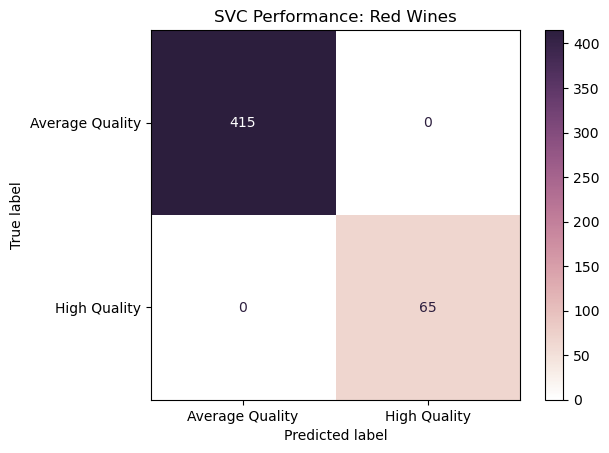 SVC Performance: Red Wines
True label
Average Quality
High Quality
415
0
0
65
Average Quality
High Quality
Predicted label
400
350
300
250
200
150
100
50
0